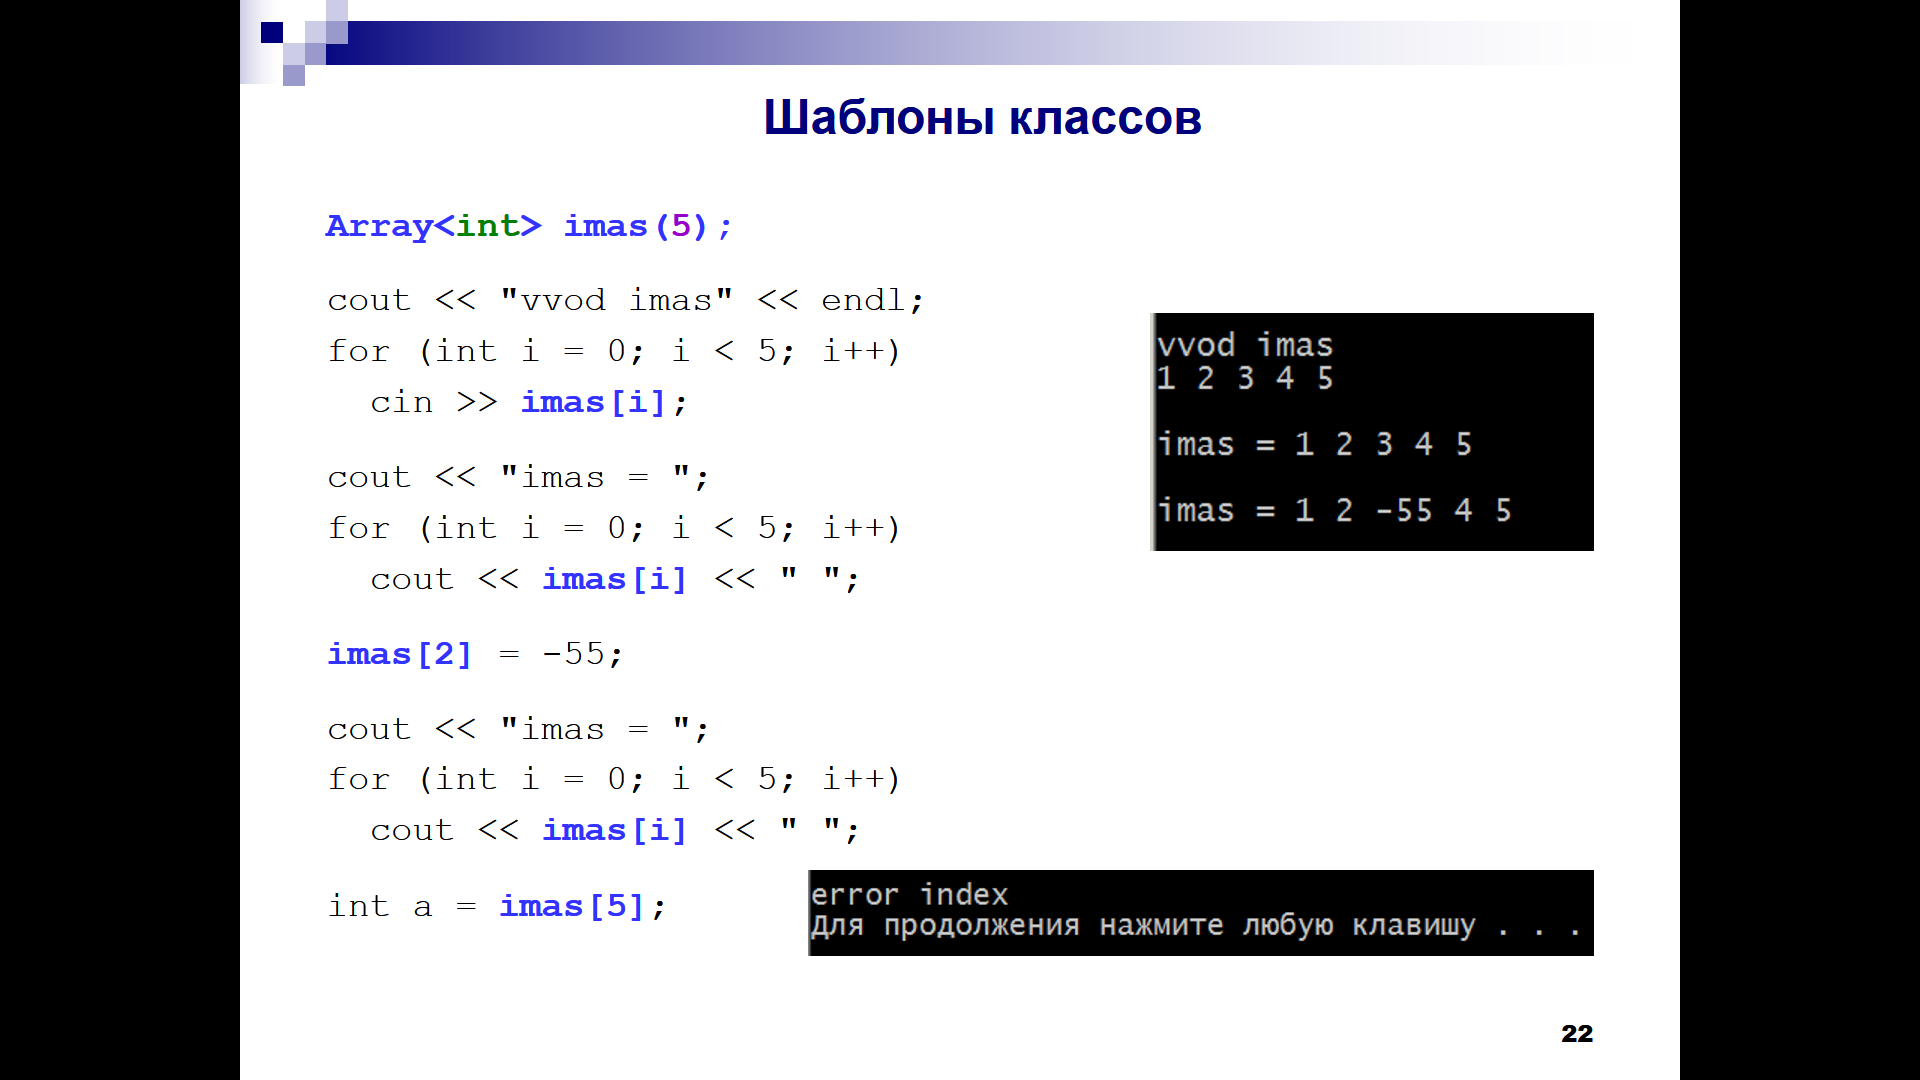 Шаблоны классов
Array<int> imas(5);
cout << "vvod imas" << endl;
for (int i = 0; i < 5; i++)
cin >> imas[i];
cout << "imas = ";
for (int i = 0; i < 5; i++)
cout << imas[i] << " ";
imas[2] = -55;
cout << "imas = ";
for (int i = 0; i < 5; i++)
cout << imas[i] << " ";
int a = imas[5];
vvod imas
1 2 3 4 5
imas = 1 2 3 4 5
imas = 1 2 -55 4 5
error index
Для продолжения нажмите любую клавишу . . .
22